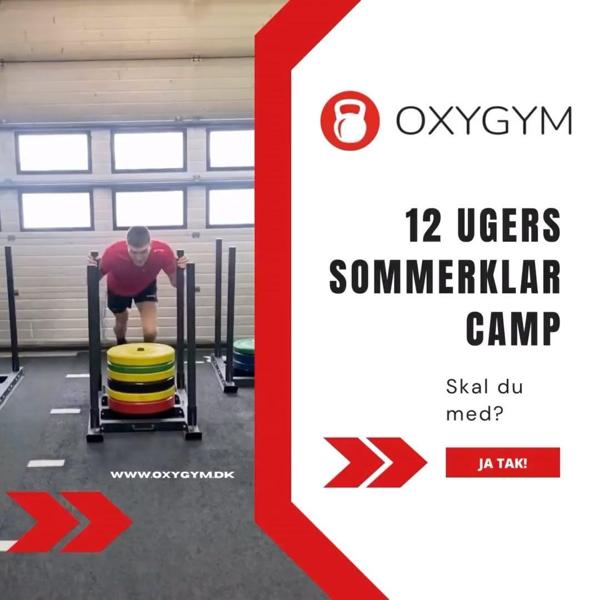 OXYGYM
12 UGERS
SOMMERKLAR
CAMP
Skal du
med?
JA TAK!
WWW.OXYGYM.DK